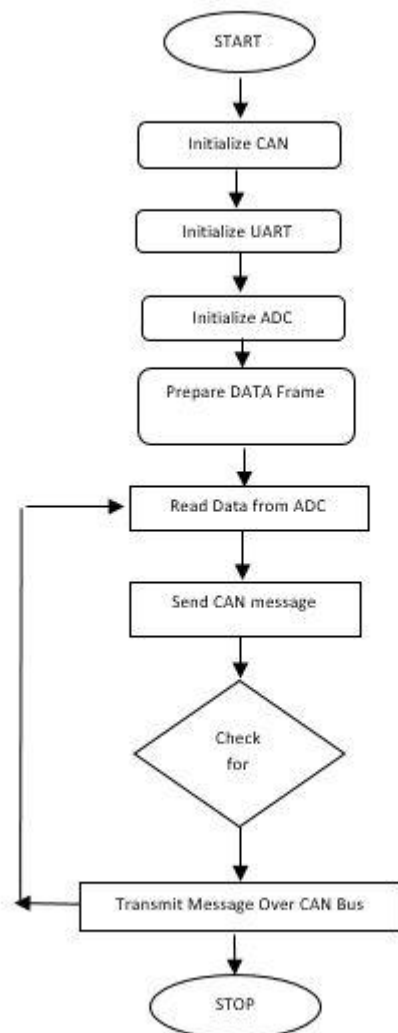 START
Initialize CAN
Initialize UART
Initialize ADC
Prepare DATA Frame
Read Data from ADC
Send CAN message
Check
for
Transmit Message Over CAN Bus
STOP